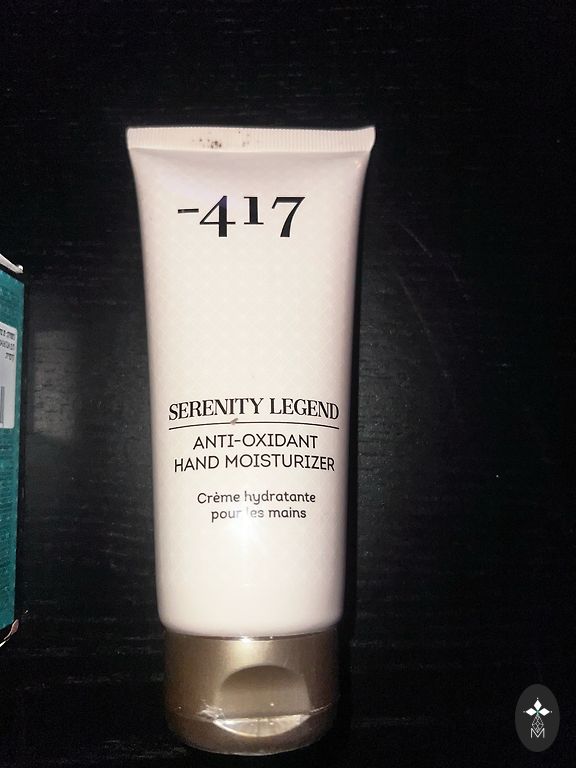 -417
SERENITY LEGEND
ANTI-OXIDANT
HAND MOISTURIZER
Crème hydratante
pour les mains
M